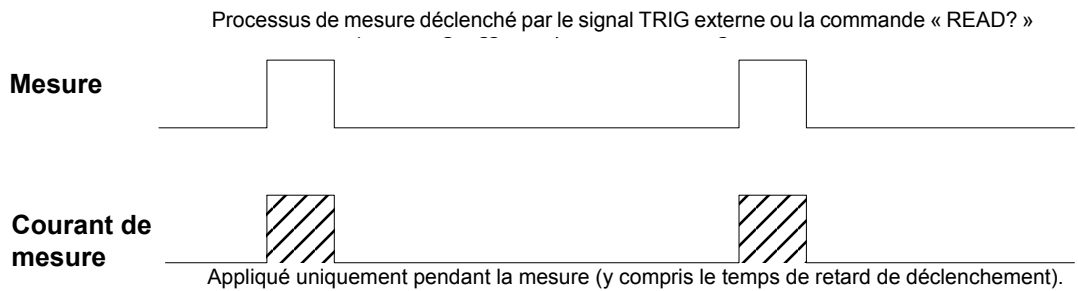 Processus de mesure déclenché par le signal TRIG externe ou la commande « READ? »
Mesure
Courant de
mesure
Appliqué uniquement pendant la mesure (y compris le temps de retard de déclenchement).